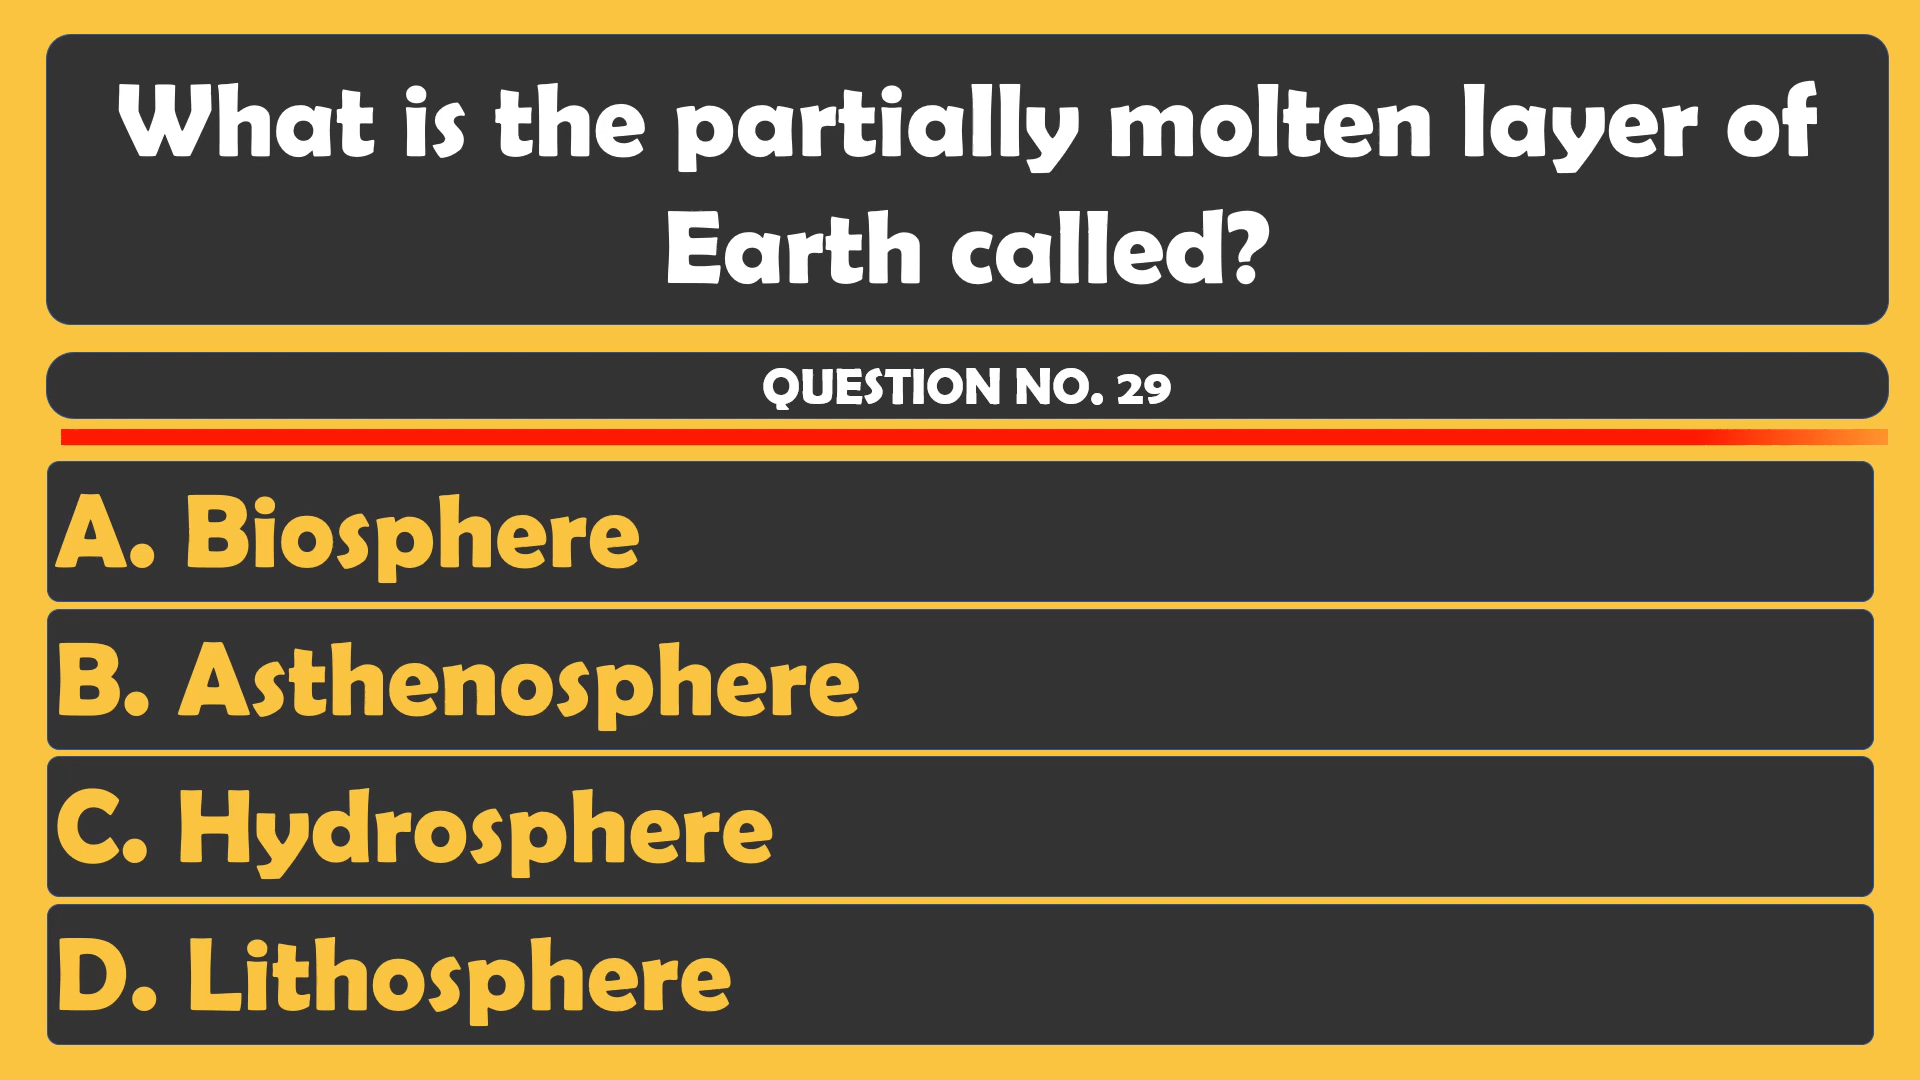 What is the partially molten layer of
Earth called?
QUESTION NO. 29
A. Biosphere
B. Asthenosphere
C. Hydrosphere
D. Lithosphere